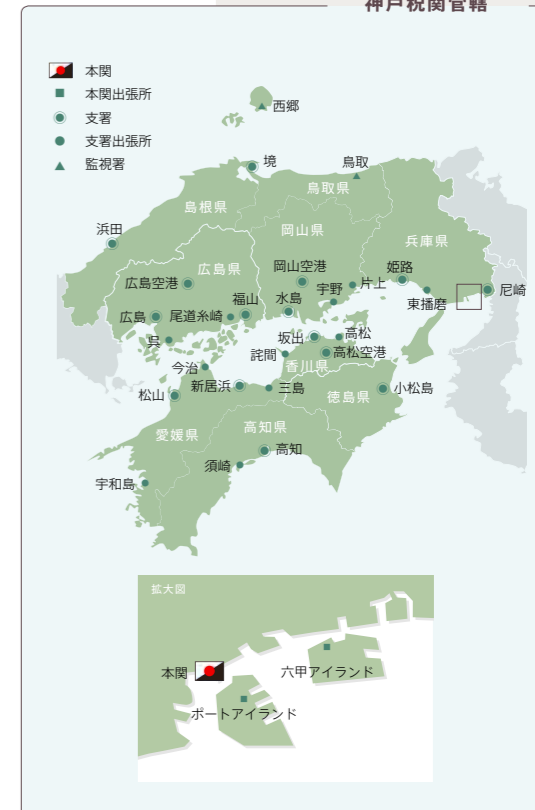 神戸税関管轄
本関
本関出張所
支署
支署出張所
監視署
西郷
境
鳥取
鳥取県
島根県
岡山県
浜田
兵庫県
広島県
岡山空港
姫路
広島空港
片上
宇野
尼崎
福山
水島
東播磨
広島
尾道糸崎
坂出
高松
呉
詫間
高松空港
香川県
今治
新居浜
三島
小松島
松山
徳島県
愛媛県
高知県
高知
須崎
宇和島
拡大図
本関
六甲アイランド
ポートアイランド